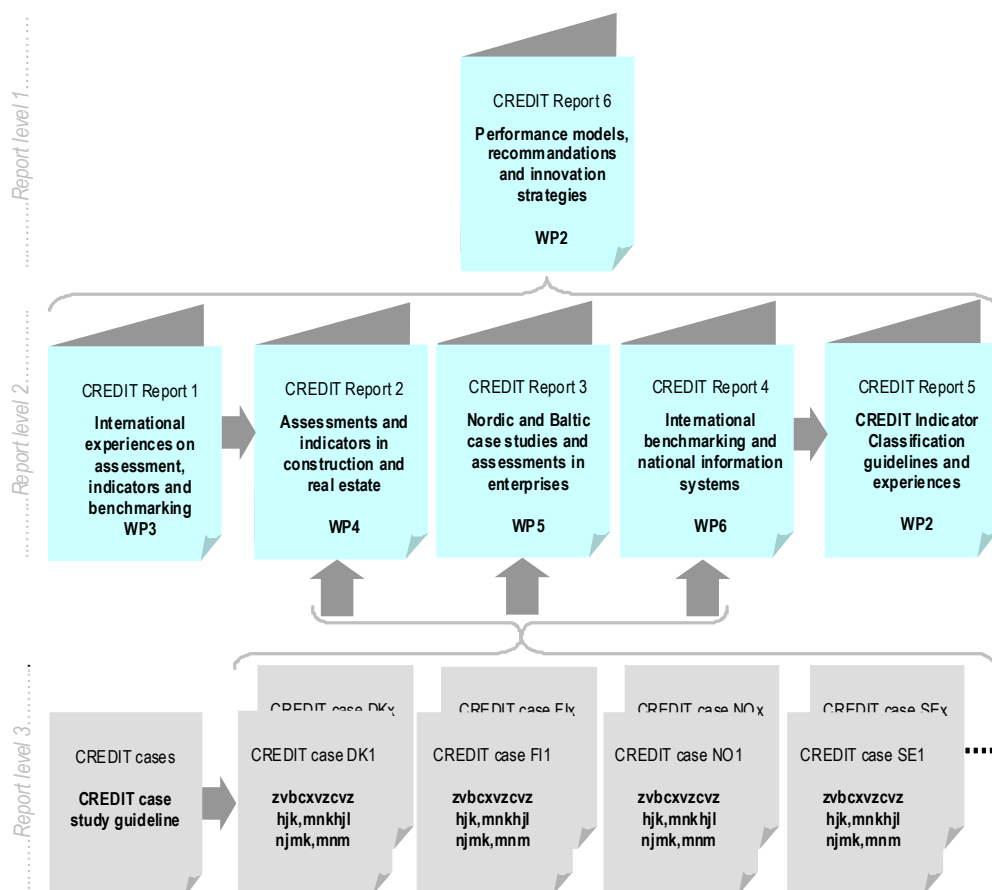 Report level 1
CREDIT Report 6
Performance models,
recommandations
and innovation
strategies
WP2
Report level 2
CREDIT Report 1
International
experiences on
assessment,
indicators and
benchmarking
WP3
CREDIT Report 2
Assessments and
indicators in
construction and
real estate
WP4
CREDIT Report 3
Nordic and Baltic
case studies and
assessments in
enterprises
WP5
CREDIT Report 4
International
benchmarking and
national information
systems
WP6
CREDIT Report 5
CREDIT Indicator
Classification
guidelines and
experiences
WP2
Report level 3
CREDIT cases
CREDIT case
study guideline
CREDIT case DKx
CREDIT case DK1
zvbcxvzcvz
hjk,mnkhjl
njmk,mnm
CREDIT case FIx
CREDIT case FI1
zvbcxvzcvz
hjk,mnkhjl
njmk,mnm
CREDIT case NOx
CREDIT case NO1
zvbcxvzcvz
hjk,mnkhjl
njmk,mnm
CREDIT case SEx
CREDIT case SE1
zvbcxvzcvz
hjk,mnkhjl
njmk,mnm